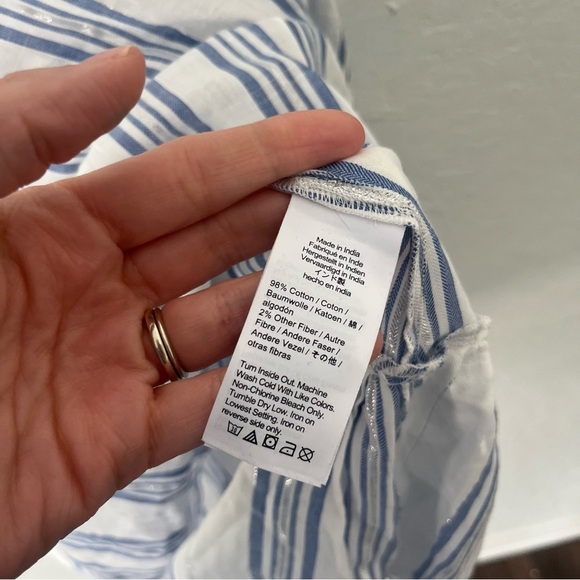 Made in India
Fabriqué en Inde
Hergestellt in Indien
Vervaardigd in India
インド製
hecho en india
98% Cotton / Coton /
Baumwolle / Katoen / 綿 /
algodón
2% Other Fiber / Autre
Fibre / Andere Faser /
Andere Vezel / その他 /
otras fibras
Turn Inside Out. Machine
Wash Cold With Like Colors.
Non-Chlorine Bleach Only.
Tumble Dry Low. Iron on
Lowest Setting. Iron on
reverse side only.